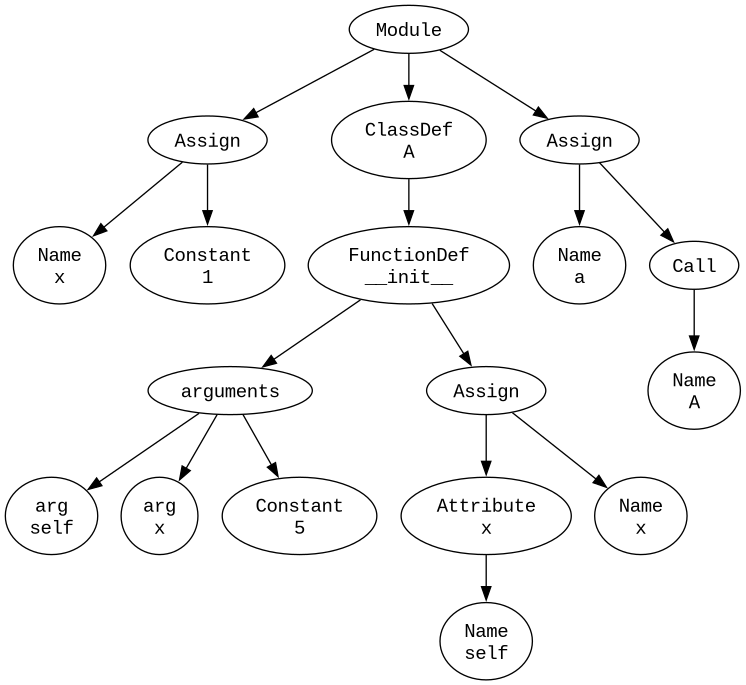 Module
Assign
ClassDef
A
Assign
Name
x
Constant
1
FunctionDef
__init__
Name
a
Call
arguments
Assign
Name
A
arg
self
arg
x
Constant
5
Attribute
x
Name
x
Name
self